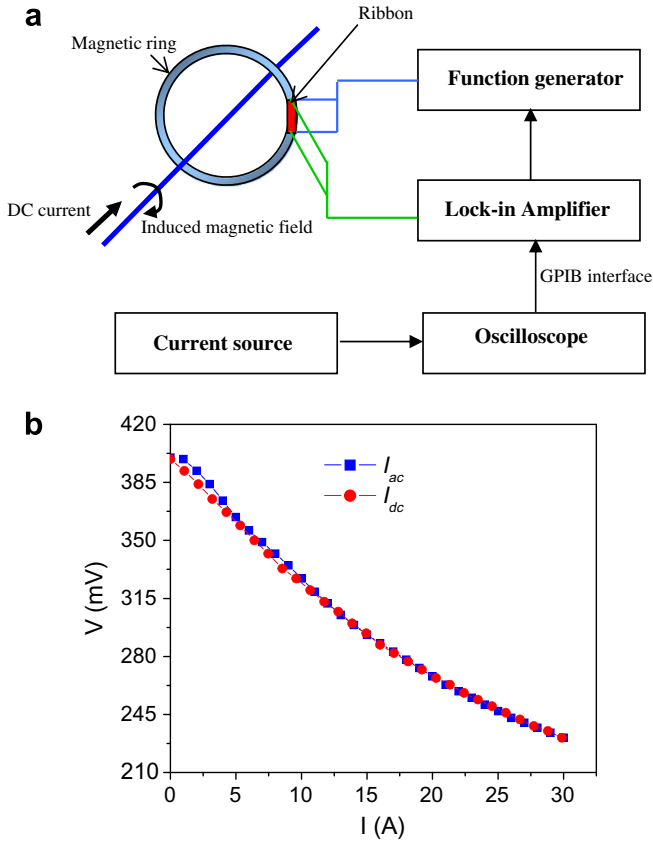 a
Magnetic ring
Ribbon
Function generator
DC current
Induced magnetic field
Lock-in Amplifier
GPIB interface
Current source
Oscilloscope
b
420
385
350
315
280
245
210
V (mV)
I_ac
I_dc
0 5 10 15 20 25 30
I (A)